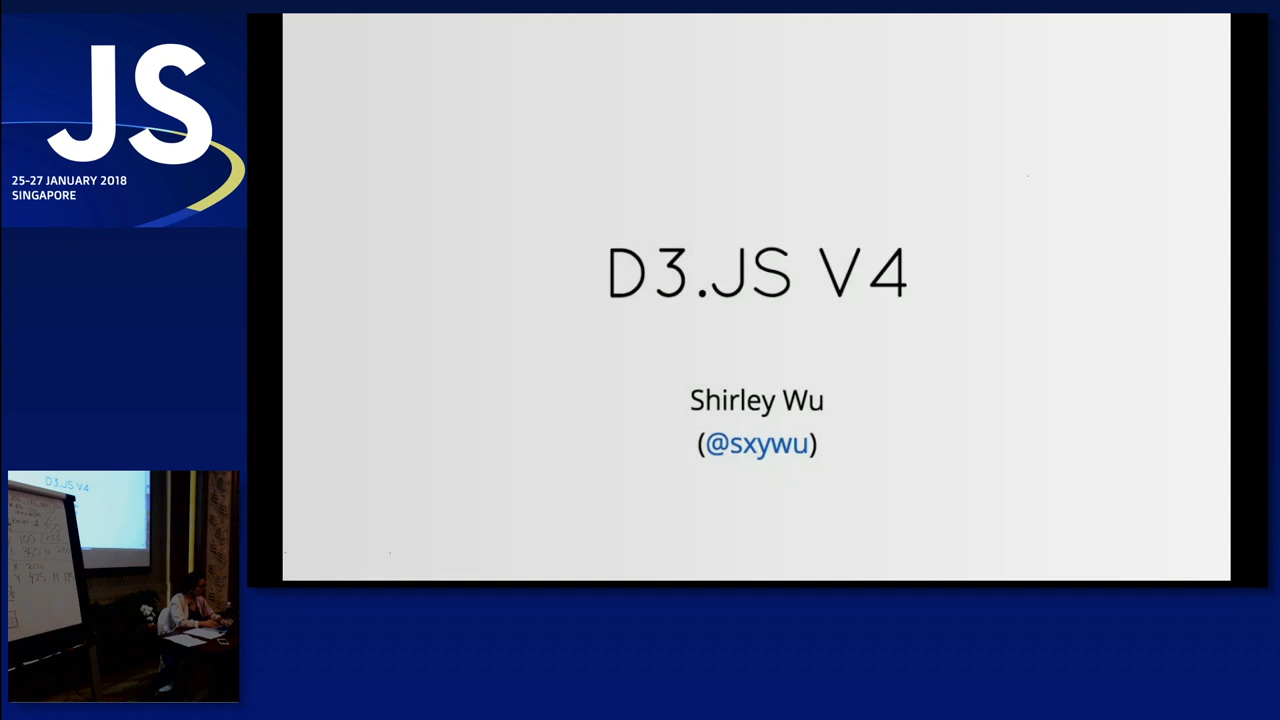 JS
25-27 JANUARY 2018
SINGAPORE
D3.JS V4
Shirley Wu
(@sxywu)
D3.JS V4